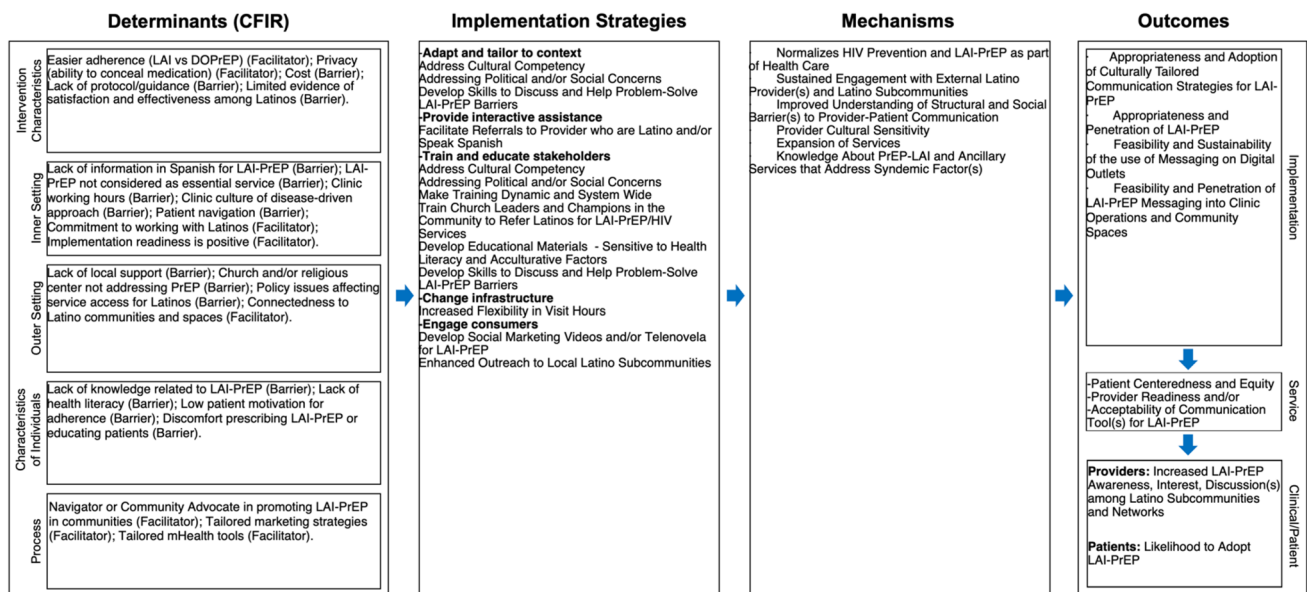 Determinants (CFIR)
Intervention
Characteristics
Easier adherence (LAI vs DOPrEP) (Facilitator); Privacy
(ability to conceal medication) (Facilitator); Cost (Barrier);
Lack of protocol/guidance (Barrier); Limited evidence of
satisfaction and effectiveness among Latinos (Barrier).
Inner Setting
Lack of information in Spanish for LAI-PrEP (Barrier); LAI-
PrEP not considered as essential service (Barrier); Clinic
working hours (Barrier); Clinic culture of disease-driven
approach (Barrier); Patient navigation (Barrier);
Commitment to working with Latinos (Facilitator);
Implementation readiness is positive (Facilitator).
Outer Setting
Lack of local support (Barrier); Church and/or religious
center not addressing PrEP (Barrier); Policy issues affecting
service access for Latinos (Barrier); Connectedness to
Latino communities and spaces (Facilitator).
Characteristics
of Individuals
Lack of knowledge related to LAI-PrEP (Barrier); Lack of
health literacy (Barrier); Low patient motivation for
adherence (Barrier); Discomfort prescribing LAI-PrEP or
educating patients (Barrier).
Process
Navigator or Community Advocate in promoting LAI-PrEP
in communities (Facilitator); Tailored marketing strategies
(Facilitator); Tailored mHealth tools (Facilitator).
Implementation Strategies
-Adapt and tailor to context
Address Cultural Competency
Addressing Political and/or Social Concerns
Develop Skills to Discuss and Help Problem-Solve
LAI-PrEP Barriers
-Provide interactive assistance
Facilitate Referrals to Provider who are Latino and/or
Speak Spanish
-Train and educate stakeholders
Address Cultural Competency
Addressing Political and/or Social Concerns
Make Training Dynamic and System Wide
Train Church Leaders and Champions in the
Community to Refer Latinos for LAI-PrEP/HIV
Services
Develop Educational Materials - Sensitive to Health
Literacy and Acculturative Factors
Develop Skills to Discuss and Help Problem-Solve
LAI-PrEP Barriers
-Change infrastructure
Increased Flexibility in Visit Hours
-Engage consumers
Develop Social Marketing Videos and/or Telenovela
for LAI-PrEP
Enhanced Outreach to Local Latino Subcommunities
Mechanisms
· Normalizes HIV Prevention and LAI-PrEP as part
of Health Care
· Sustained Engagement with External Latino
Provider(s) and Latino Subcommunities
· Improved Understanding of Structural and Social
Barrier(s) to Provider-Patient Communication
· Provider Cultural Sensitivity
· Expansion of Services
· Knowledge About PrEP-LAI and Ancillary
Services that Address Syndemic Factor(s)
Outcomes
Implementation
· Appropriateness and Adoption
of Culturally Tailored
Communication Strategies for LAI-
PrEP
· Appropriateness and
Penetration of LAI-PrEP
· Feasibility and Sustainability
of the use of Messaging on Digital
Outlets
· Feasibility and Penetration of
LAI-PrEP Messaging into Clinic
Operations and Community
Spaces
Service
-Patient Centeredness and Equity
-Provider Readiness and/or
-Acceptability of Communication
Tool(s) for LAI-PrEP
Clinical/Patient
Providers: Increased LAI-PrEP
Awareness, Interest, Discussion(s)
among Latino Subcommunities
and Networks
Patients: Likelihood to Adopt
LAI-PrEP